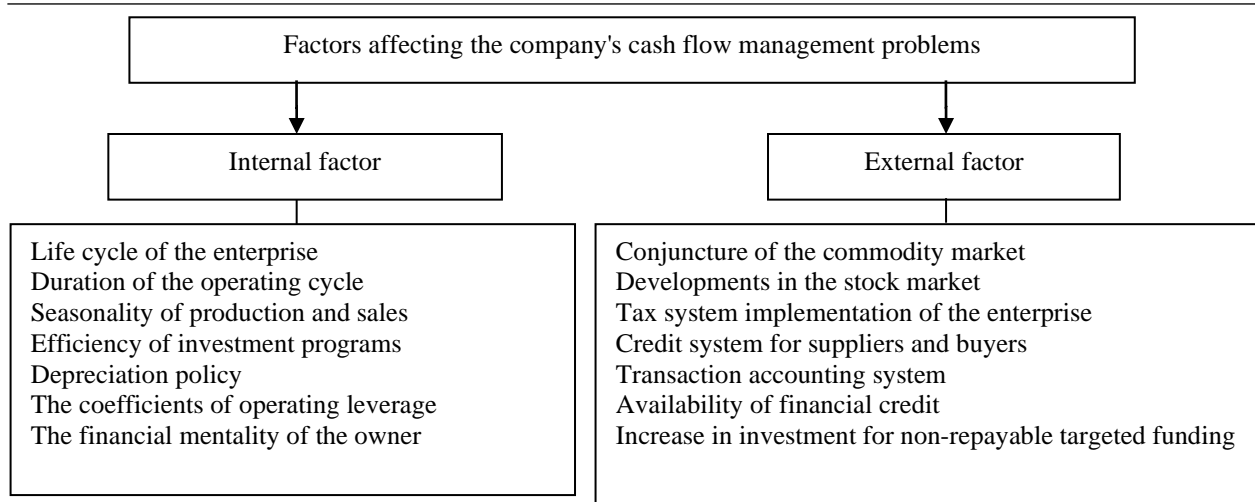 Factors affecting the company's cash flow management problems
Internal factor
External factor
Life cycle of the enterprise
Duration of the operating cycle
Seasonality of production and sales
Efficiency of investment programs
Depreciation policy
The coefficients of operating leverage
The financial mentality of the owner
Conjuncture of the commodity market
Developments in the stock market
Tax system implementation of the enterprise
Credit system for suppliers and buyers
Transaction accounting system
Availability of financial credit
Increase in investment for non-repayable targeted funding